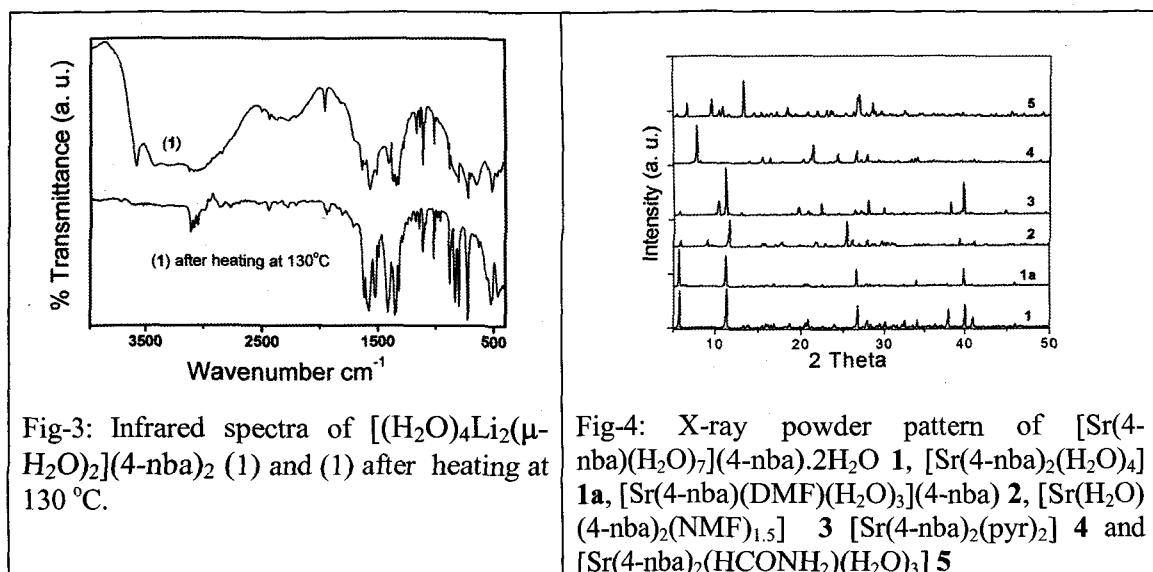 % Transmittance (a. u.)
(1)
(1) after heating at 130°C
3500 2500 1500 500
Wavenumber cm⁻¹
Fig-3: Infrared spectra of [(H₂O)₄Li₂(μ-
H₂O)₂](4-nba)₂ (1) and (1) after heating at
130 °C.
Intensity (a. u.)
5
4
3
2
1a
1
10 20 30 40 50
2 Theta
Fig-4: X-ray powder pattern of [Sr(4-
nba)(H₂O)₇](4-nba).2H₂O 1, [Sr(4-nba)₂(H₂O)₄]
1a, [Sr(4-nba)(DMF)(H₂O)₃](4-nba) 2, [Sr(H₂O)
(4-nba)₂(NMF)₁.₅] 3 [Sr(4-nba)₂(pyr)₂] 4 and
[Sr(4-nba)₂(HCONH₂)(H₂O)₃] 5